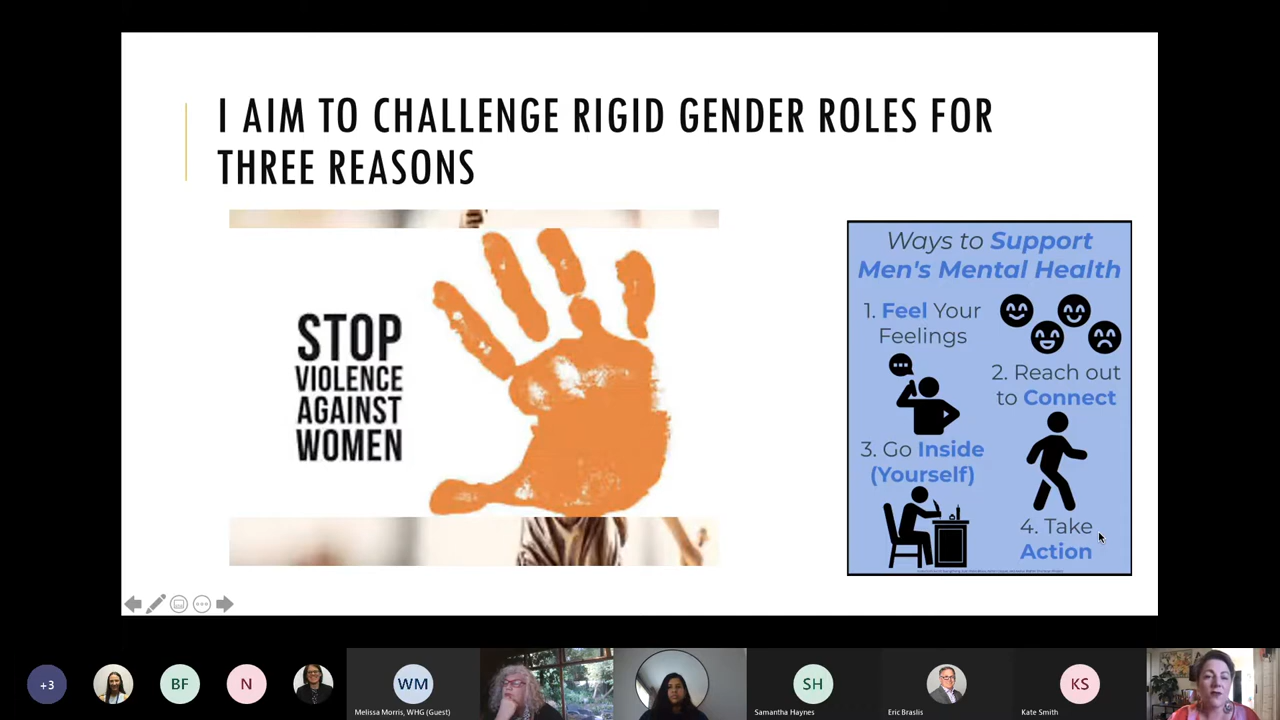 I AIM TO CHALLENGE RIGID GENDER ROLES FOR
THREE REASONS
STOP
VIOLENCE
AGAINST
WOMEN
Ways to Support
Men's Mental Health
1. Feel Your
Feelings
2. Reach out
to Connect
3. Go Inside
(Yourself)
4. Take
Action
+3
BF
N
WM
Melissa Morris, WHG (Guest)
SH
Samantha Haynes
Eric Braslis
KS
Kate Smith